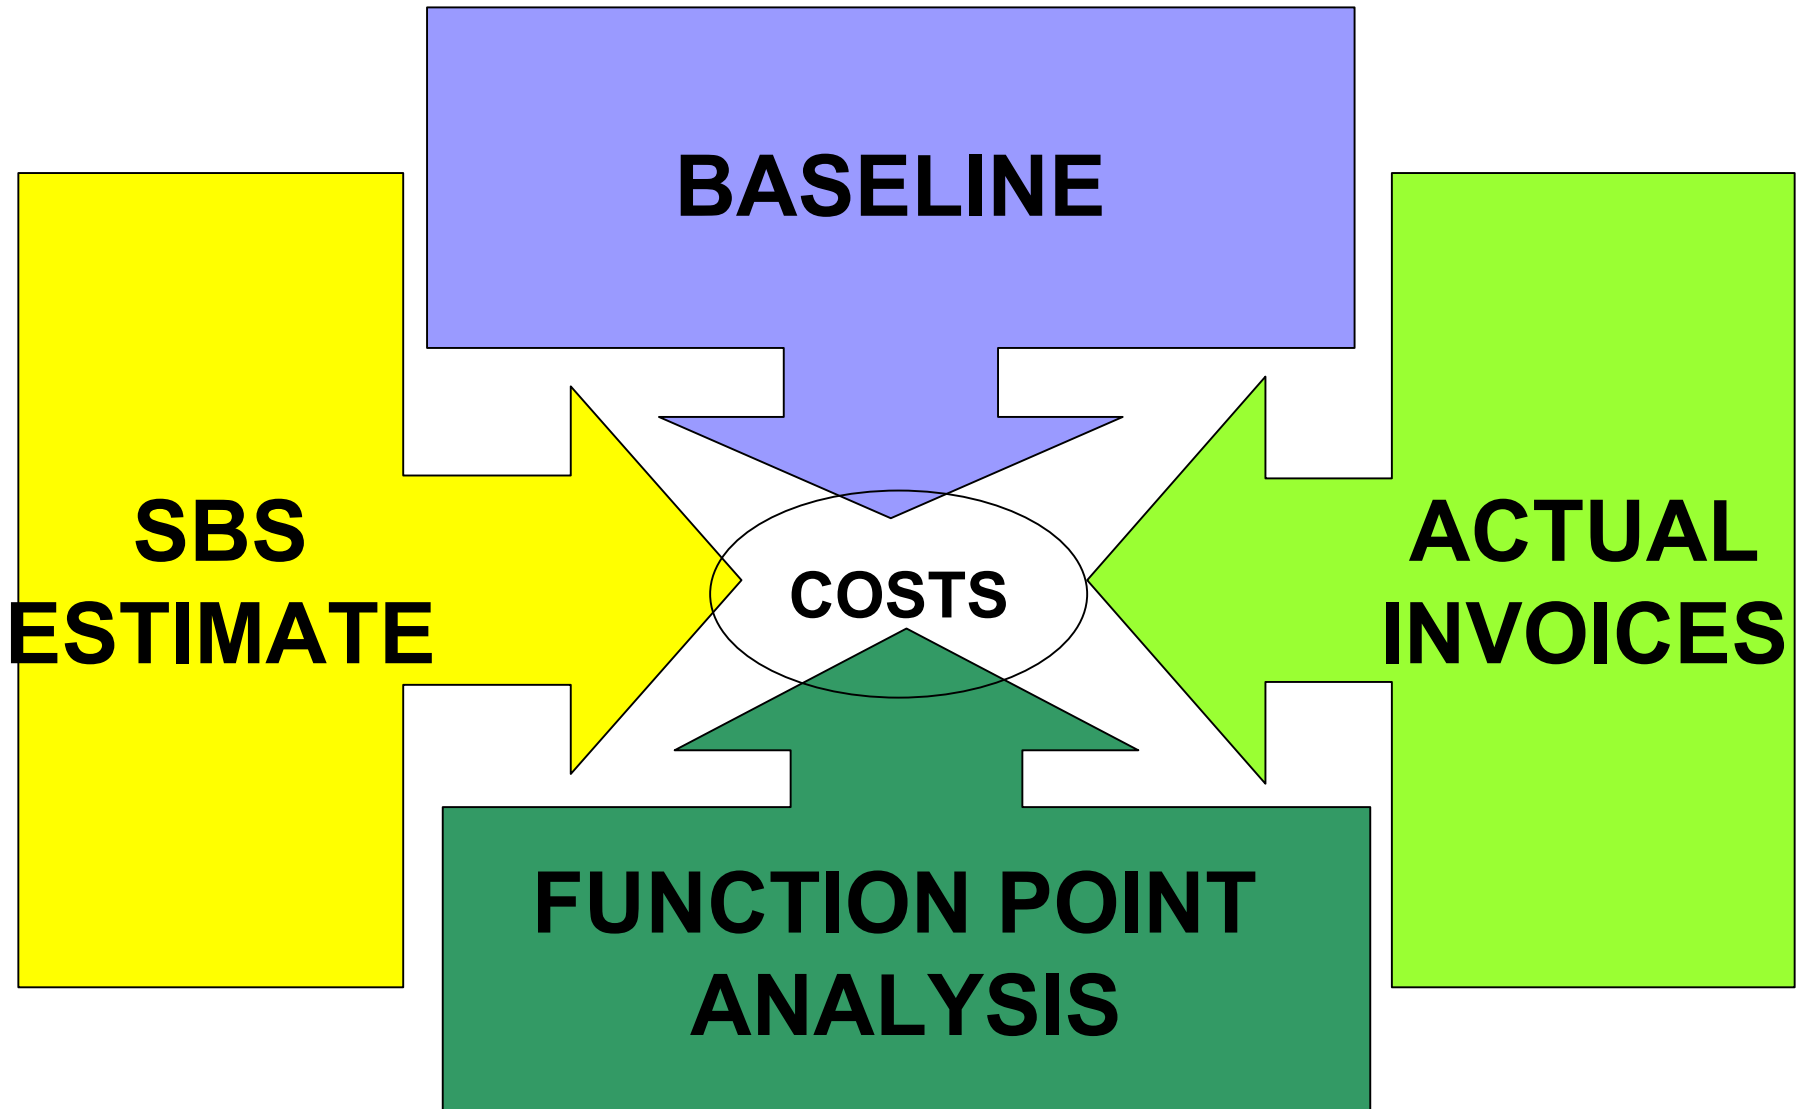 BASELINE
SBS
ESTIMATE
COSTS
ACTUAL
INVOICES
FUNCTION POINT
ANALYSIS